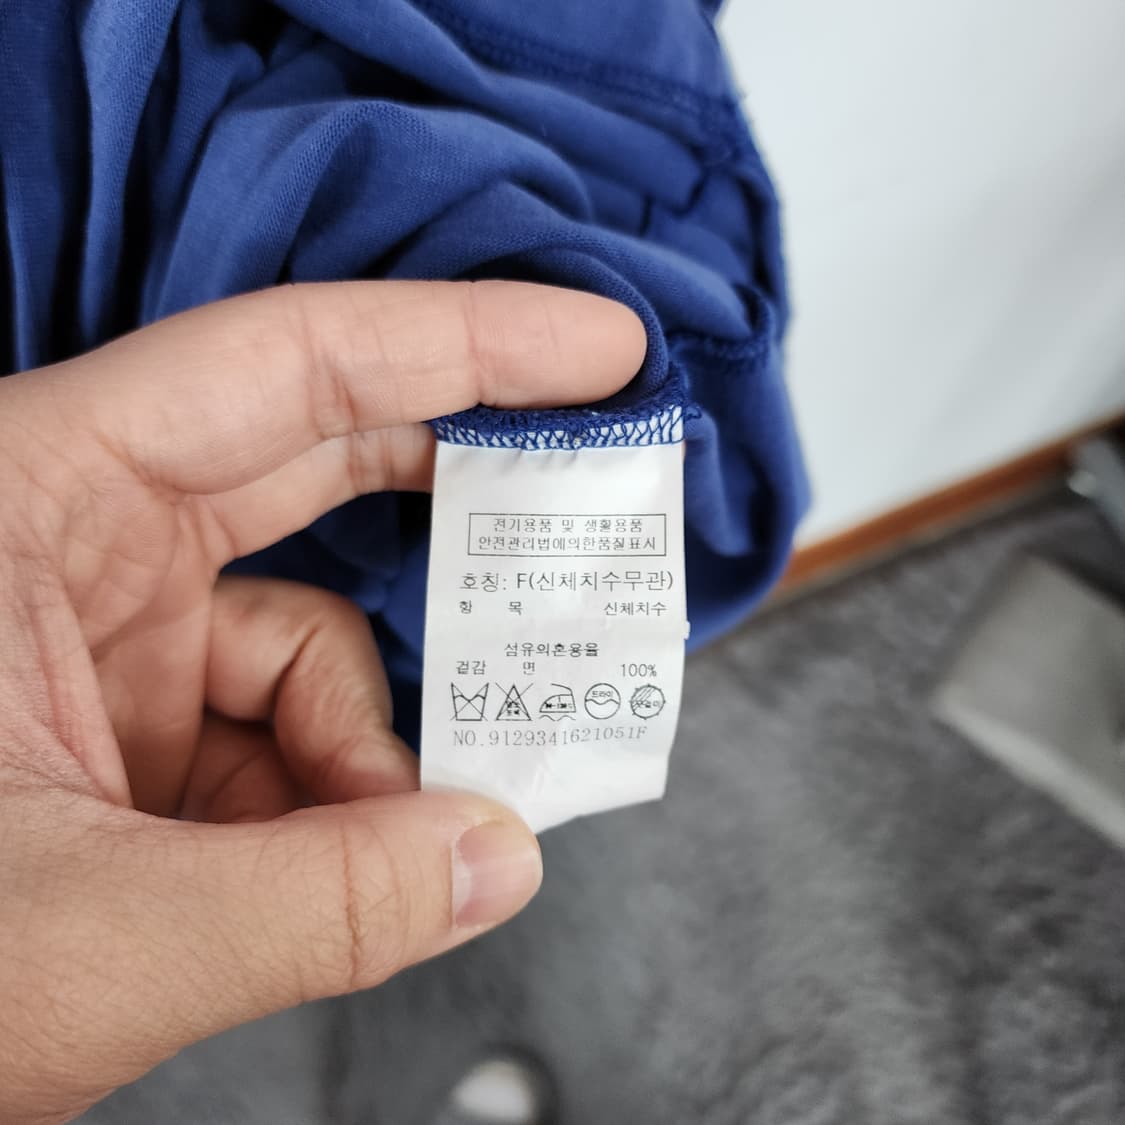 전기용품 및 생활용품
안전관리법에의한품질표시
호칭: F(신체치수무관)
항 목 신체치수
섬유의혼용율
겉감 면 100%
드라이
NO.9129341621051F